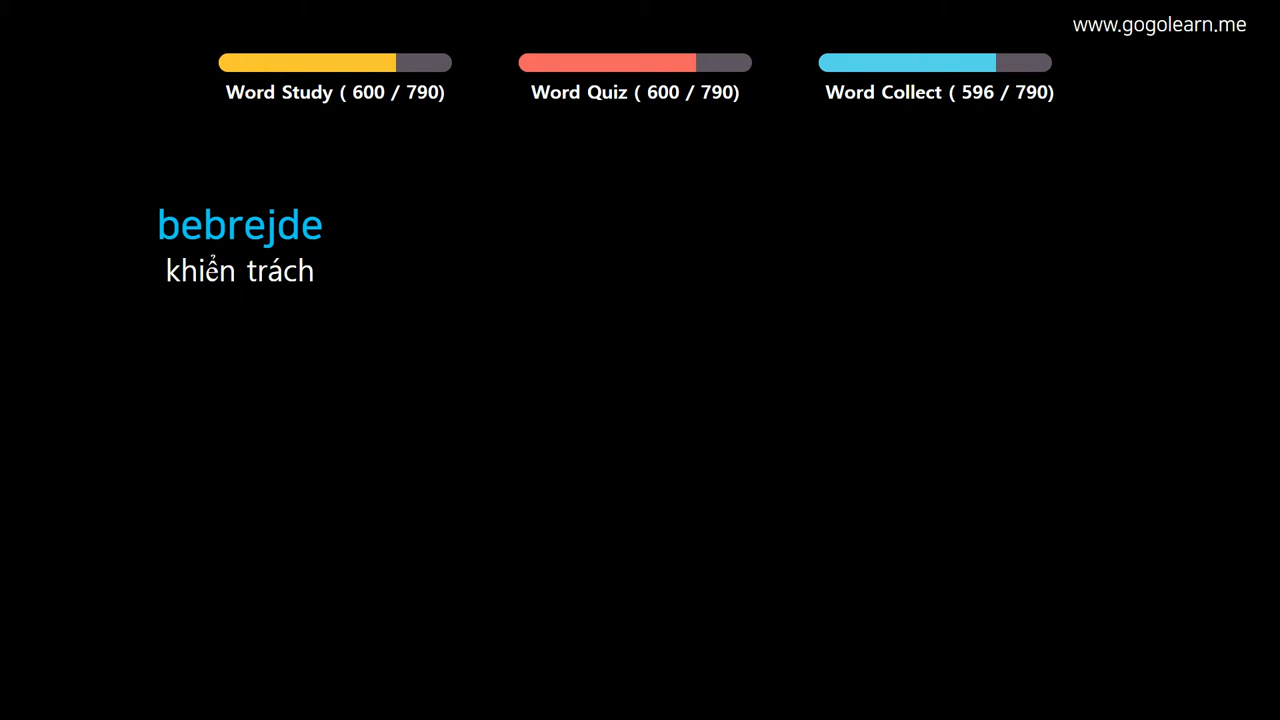 www.gogolearn.me
Word Study ( 600 / 790)
Word Quiz ( 600 / 790)
Word Collect ( 596 / 790)
bebrejde
khiển trách